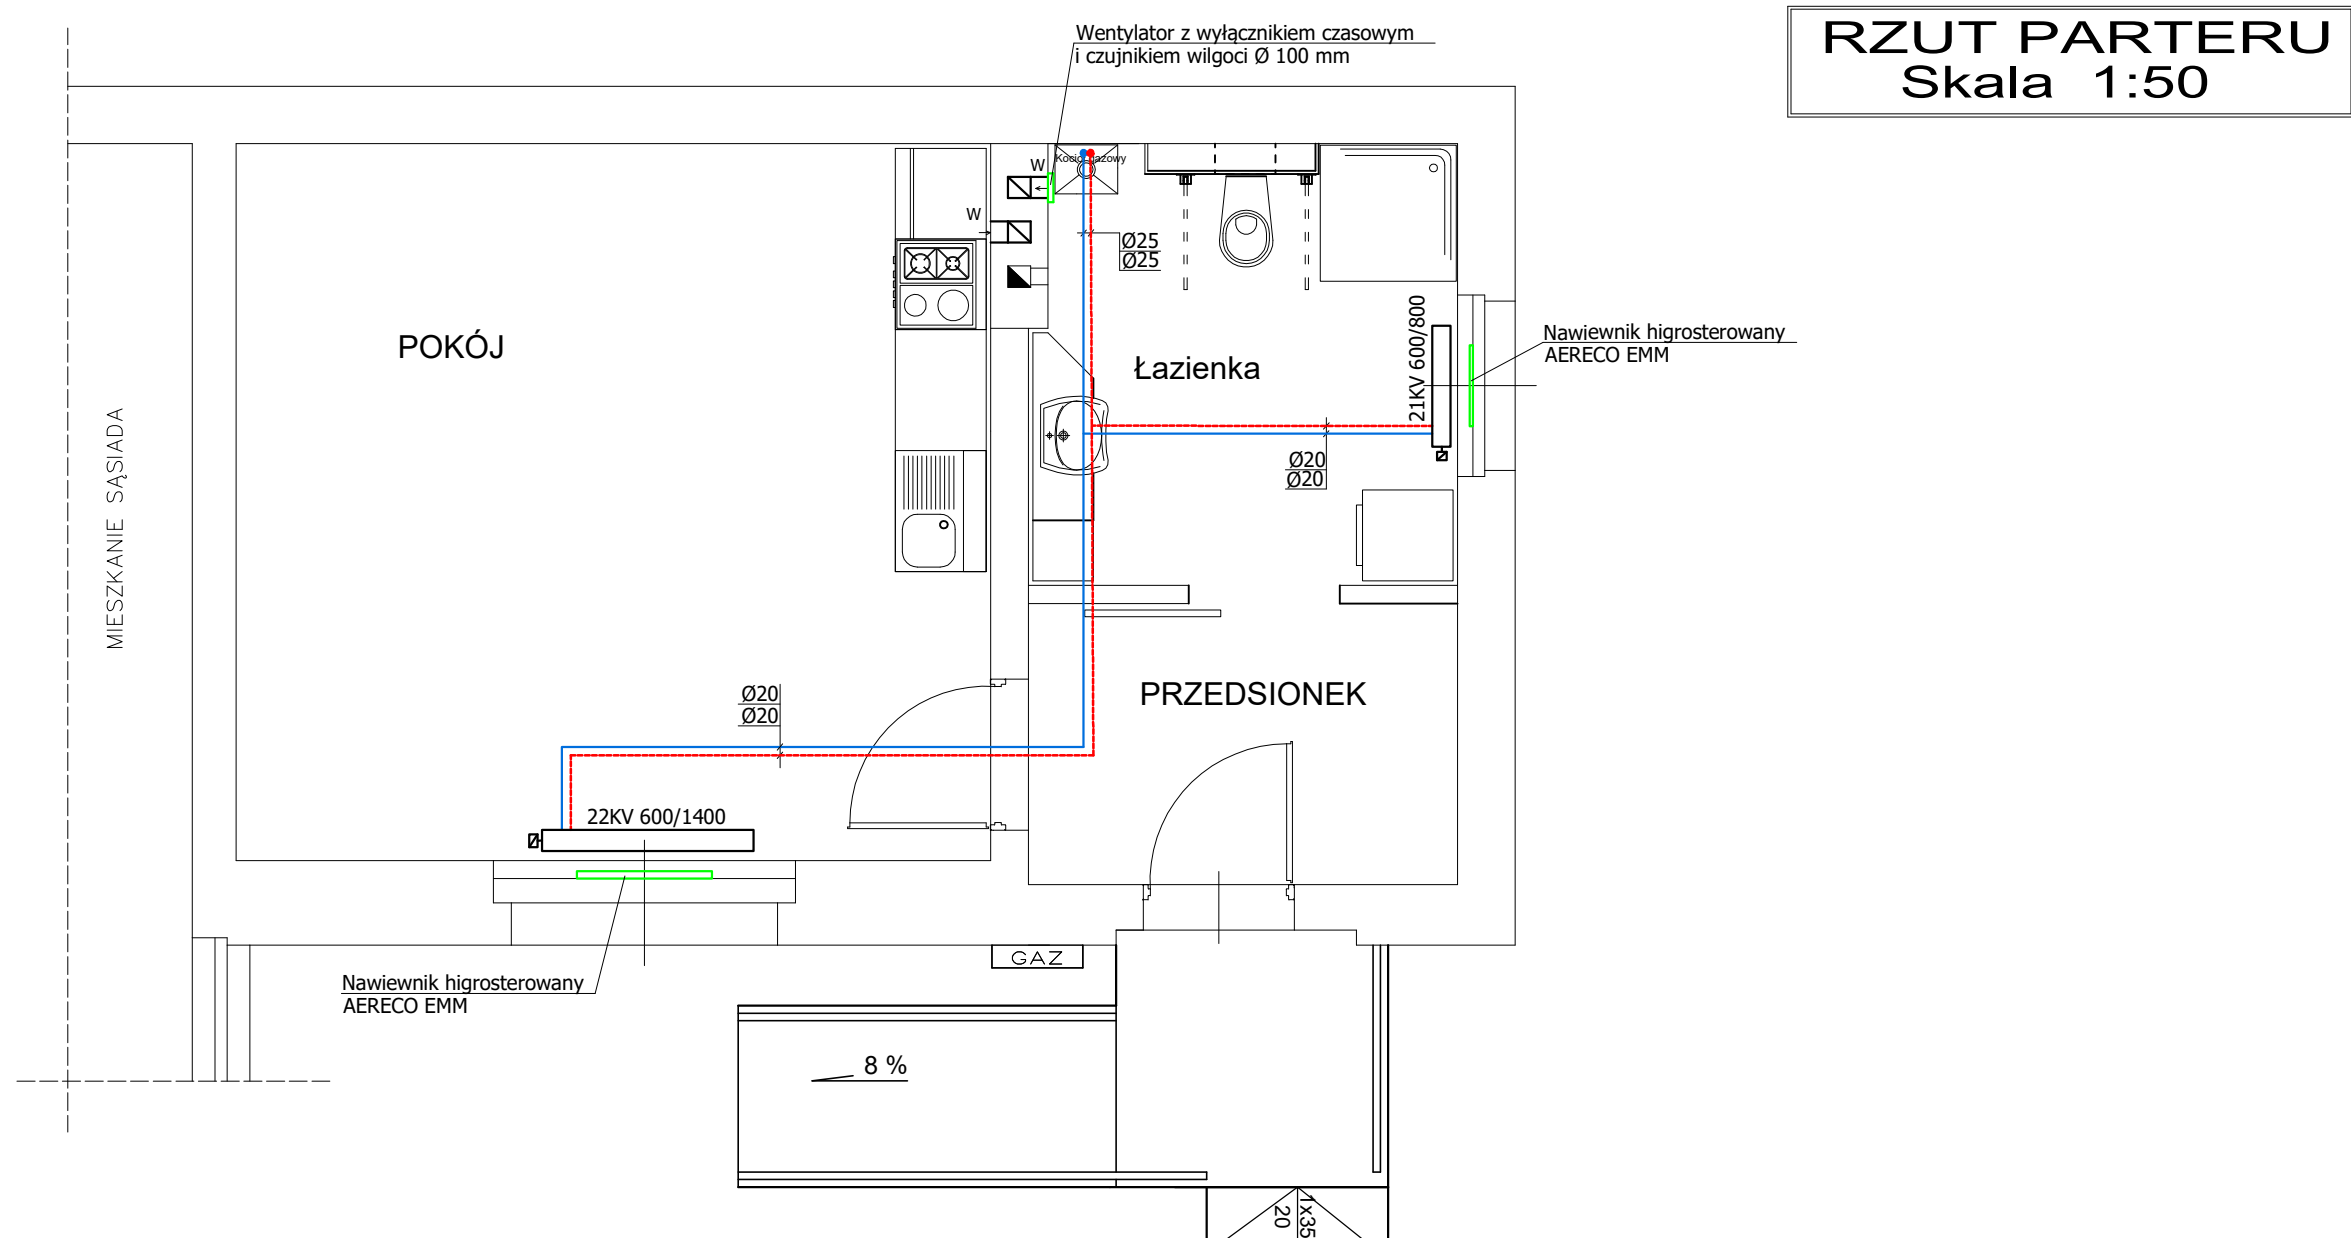 RZUT PARTERU
Skala 1:50
Wentylator z wyłącznikiem czasowym
i czujnikiem wilgoci Ø 100 mm
W
W
Ø25
Ø25
POKÓJ
Łazienka
21KV 600/800
Nawiewnik higrosterowany
AERECO EMM
MIESZKANIE SĄSIADA
Ø20
Ø20
PRZEDSIONEK
Ø20
Ø20
22KV 600/1400
GAZ
Nawiewnik higrosterowany
AERECO EMM
8 %
1x35
20